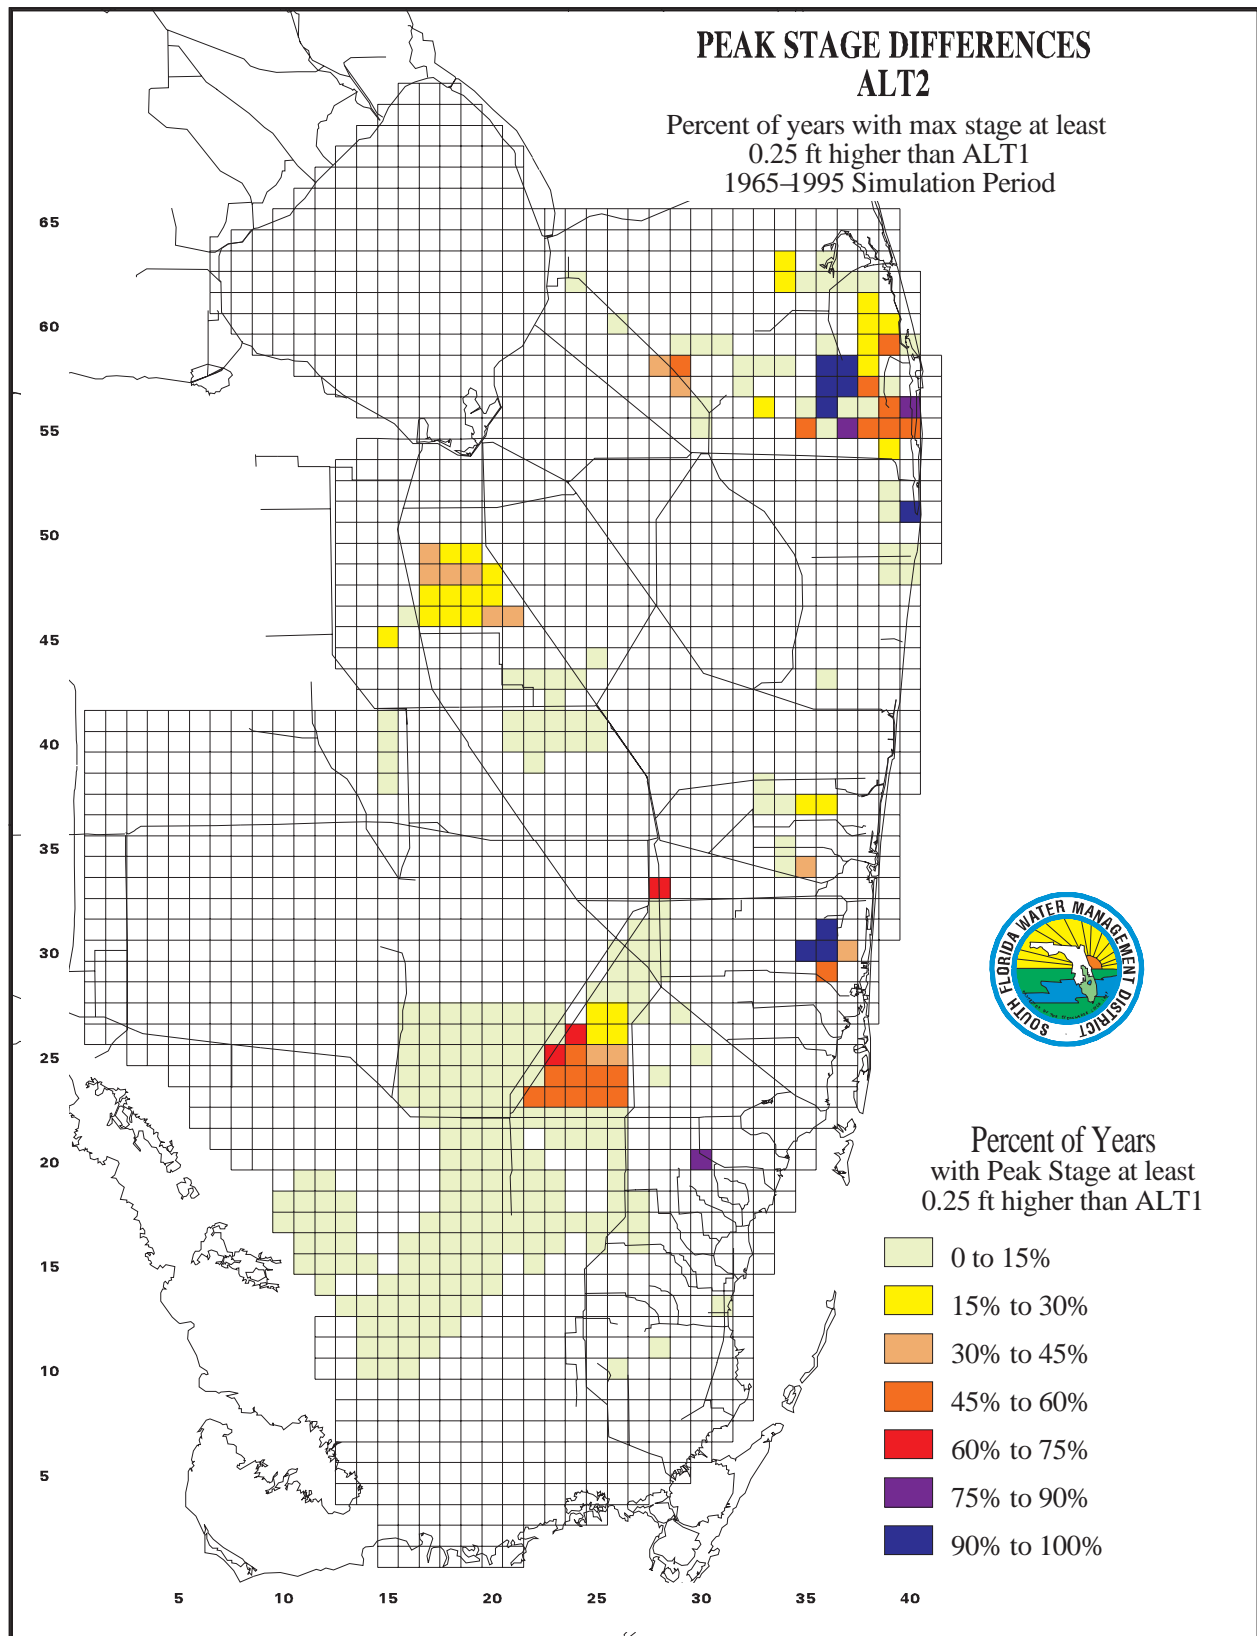 PEAK STAGE DIFFERENCES
ALT2
Percent of years with max stage at least
0.25 ft higher than ALT1
1965–1995 Simulation Period
65
60
55
50
45
40
35
30
25
20
15
10
5
5 10 15 20 25 30 35 40
SOUTH FLORIDA WATER MANAGEMENT DISTRICT
Percent of Years
with Peak Stage at least
0.25 ft higher than ALT1
0 to 15%
15% to 30%
30% to 45%
45% to 60%
60% to 75%
75% to 90%
90% to 100%